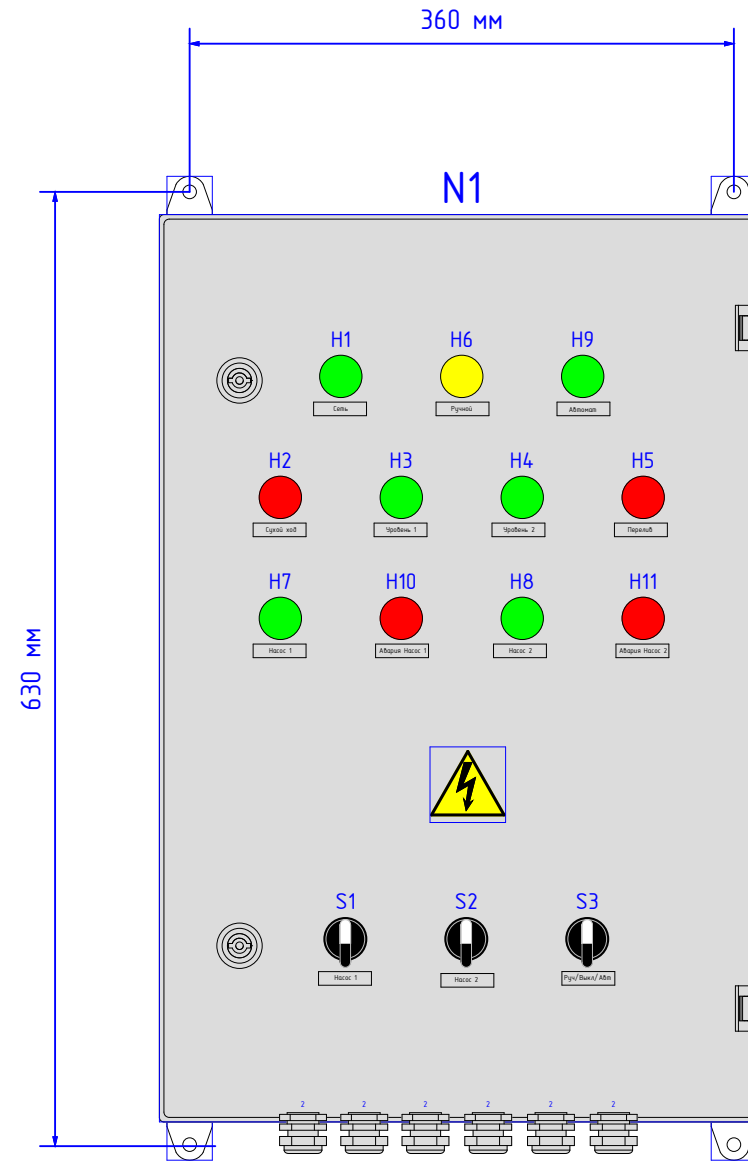 360 мм
N1
H1
H6
H9
Сеть
Ручной
Автомат
H2
H3
H4
H5
Сухой ход
Уровень 1
Уровень 2
Перелив
H7
H10
H8
H11
Насос 1
Авария Насос 1
Насос 2
Авария Насос 2
630 мм
S1
S2
S3
Насос 1
Насос 2
Руч/Выкл/Авт
2
2
2
2
2
2